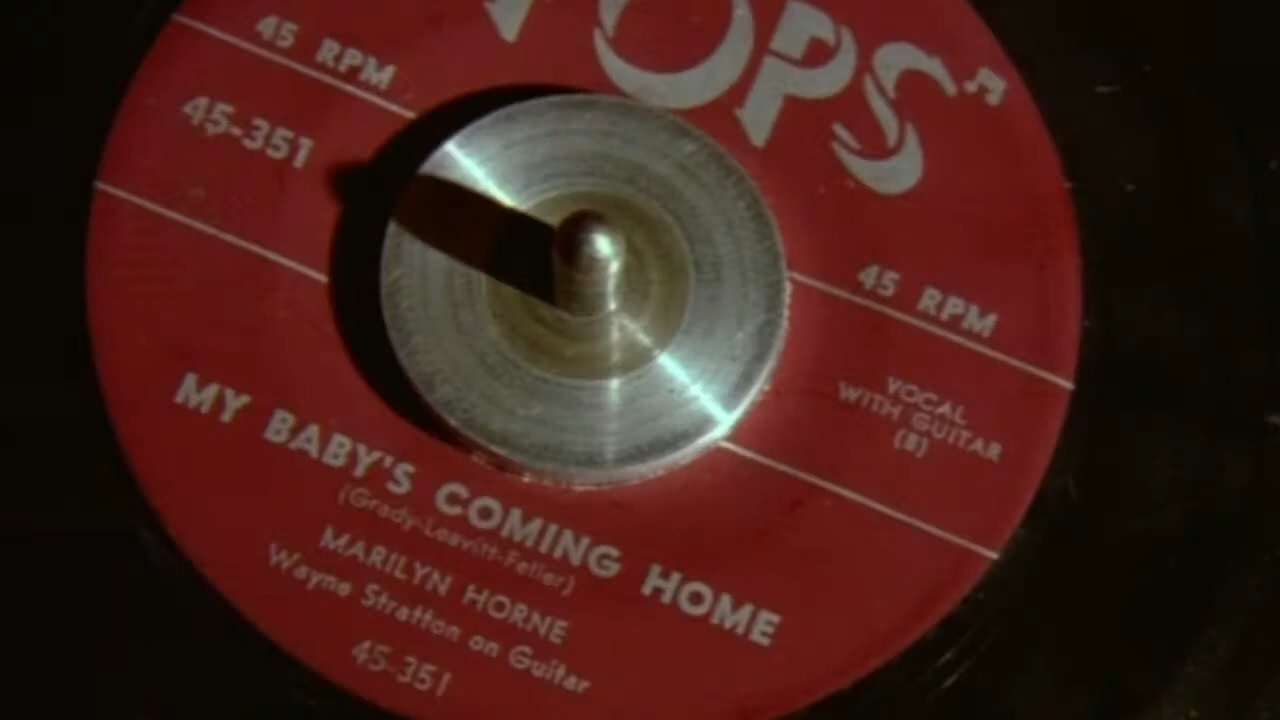 TOPS
45 RPM
45-351
45 RPM
VOCAL
WITH GUITAR
(B)
MY BABY'S COMING HOME
(Grady-Leavitt-Feller)
MARILYN HORNE
Wayne Stratton on Guitar
45-351